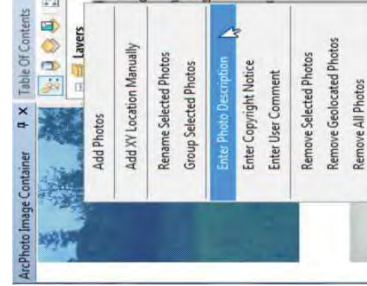 ArcPhoto Image Container
Table Of Contents
Layers
Add Photos
Add XY Location Manually
Rename Selected Photos
Group Selected Photos
Enter Photo Description
Enter Copyright Notice
Enter User Comment
Remove Selected Photos
Remove Geolocated Photos
Remove All Photos